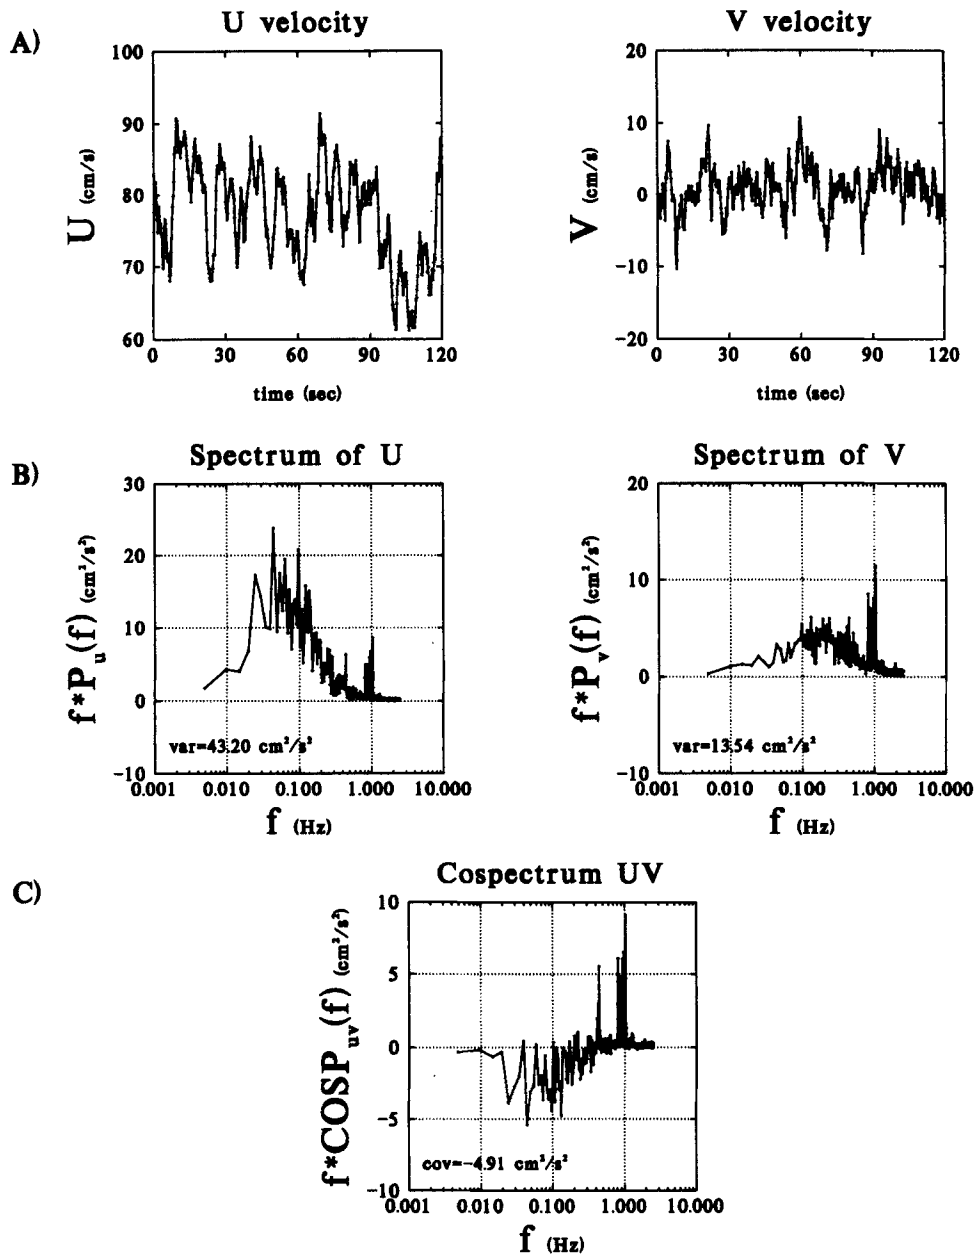 A)
U velocity
100
90
80
70
60
U (cm/s)
0 30 60 90 120
time (sec)
V velocity
20
10
0
−10
−20
V (cm/s)
0 30 60 90 120
time (sec)
B)
Spectrum of U
30
20
10
0
−10
f*Pu(f) (cm²/s²)
var=43.20 cm²/s²
0.001 0.010 0.100 1.000 10.000
f (Hz)
Spectrum of V
20
10
0
−10
f*Pv(f) (cm²/s²)
var=13.54 cm²/s²
0.001 0.010 0.100 1.000 10.000
f (Hz)
C)
Cospectrum UV
10
5
0
−5
−10
f*COSPuv(f) (cm²/s²)
cov=−4.91 cm²/s²
0.001 0.010 0.100 1.000 10.000
f (Hz)